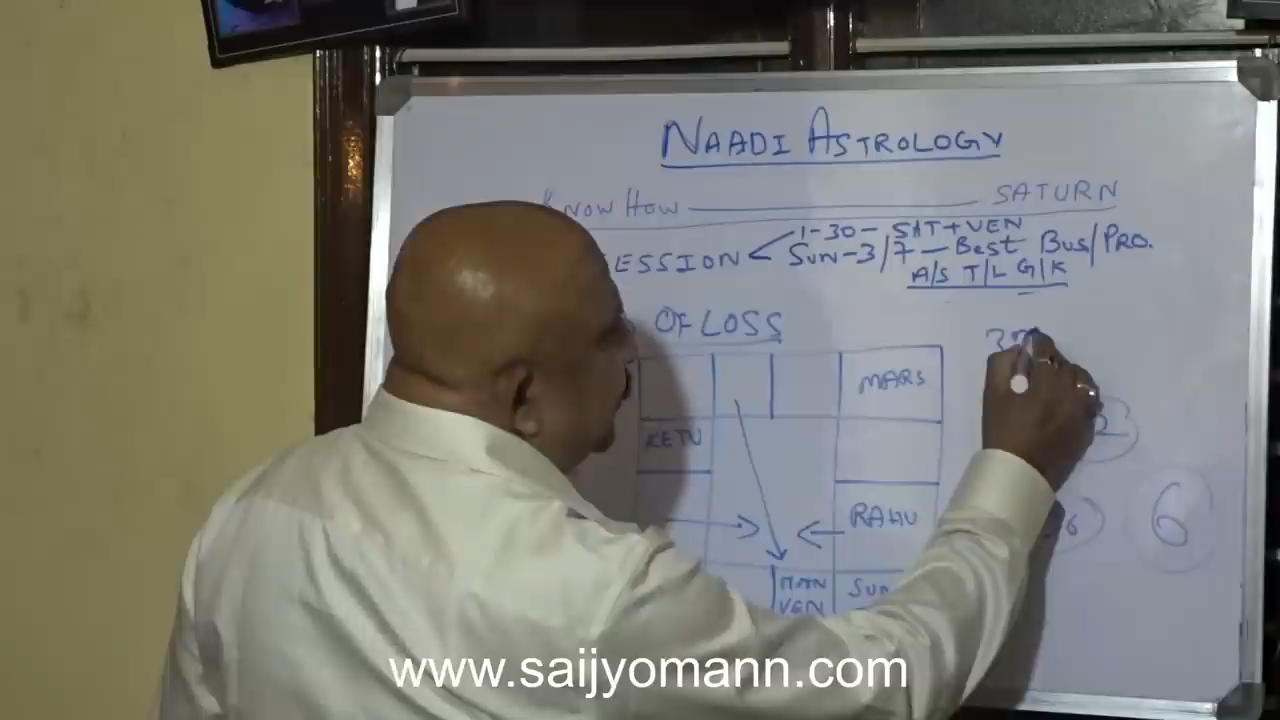 NAADI ASTROLOGY
KNOW HOW SATURN
ESSION < 1-30- SAT+VEN
SUN-3/7- BEST BUS/PRO.
A/S T/L G/K
OF LOSS
MARS
KETU
RAHU
6
VEN SUN
www.saijyomann.com